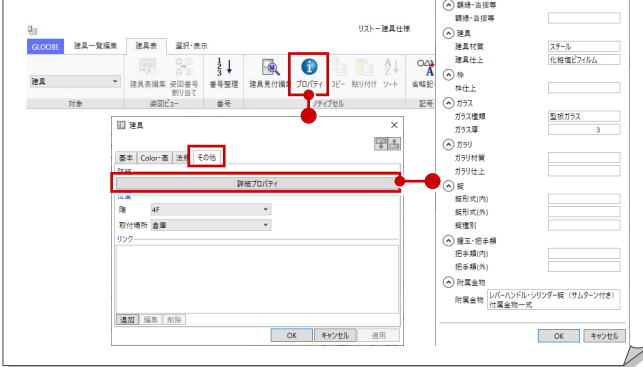 リスト－建具仕様
GLOOBE 建具一覧編集 建具表 選択・表示
建具
建具表編集 姿図番号割り当て 番号整理 建具見付編集 プロパティ コピー 貼り付け ソート 省略記
対象 姿図ビュー 番号 記号
建具
基本 Color・高 その他
詳細プロパティ
階 4F
取付場所 倉庫
リンク
追加 編集 削除
OK キャンセル 適用
額縁・沓摺等
額縁・沓摺等
建具
建具材質 スチール
建具仕上 化粧塩ビフィルム
枠
枠仕上
ガラス
ガラス種類 型板ガラス
ガラス厚 3
ガラリ
ガラリ材質
ガラリ仕上
錠
錠形式(内)
錠形式(外)
錠種別
握玉・把手類
把手類(内)
把手類(外)
附属金物
附属金物 レバーハンドル・シリンダー錠（サムターン付き）
付属金物一式
OK キャンセル